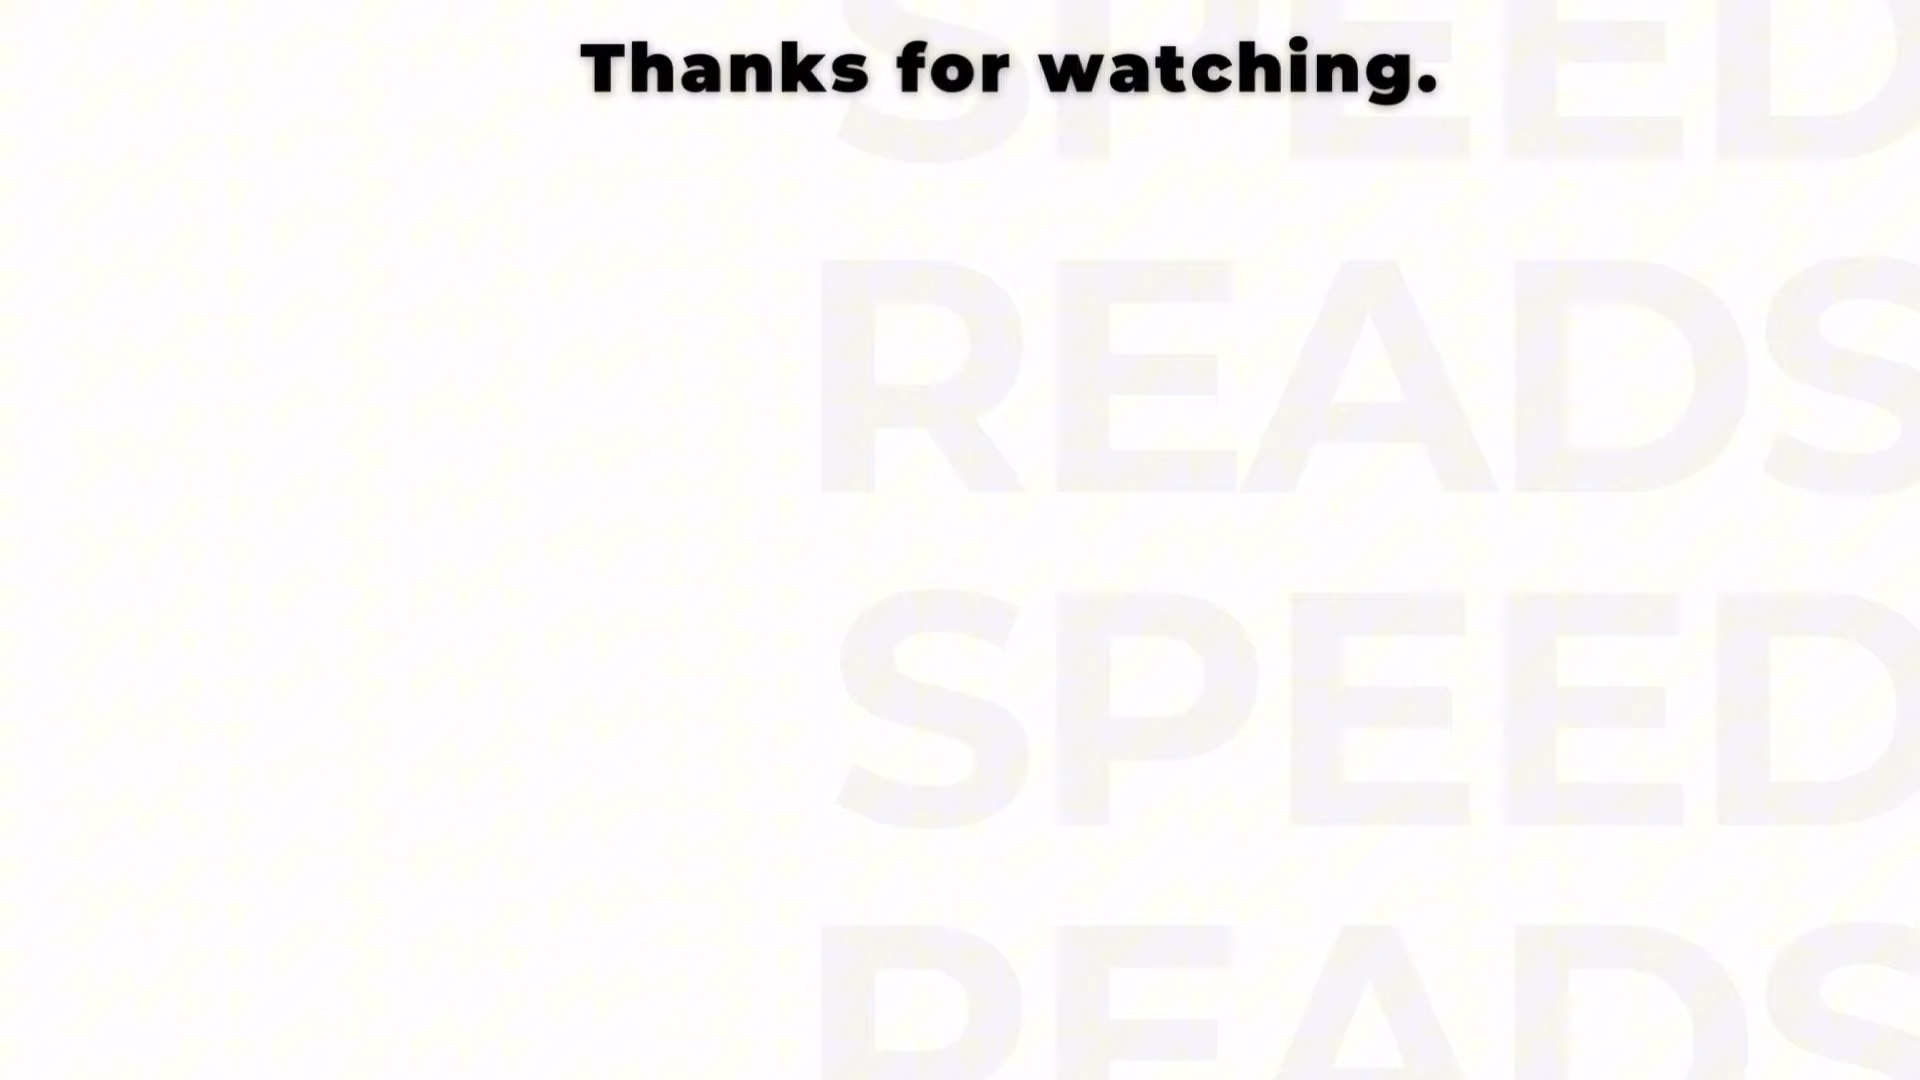 Thanks for watching.
SPEED
READS
SPEED
READS